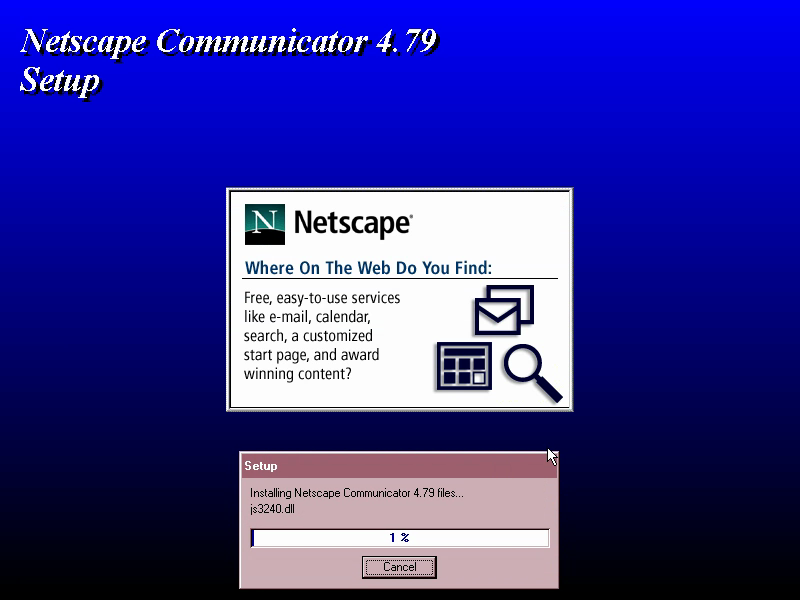 Netscape Communicator 4.79
Setup
N Netscape®
Where On The Web Do You Find:
Free, easy-to-use services
like e-mail, calendar,
search, a customized
start page, and award
winning content?
Setup
Installing Netscape Communicator 4.79 files...
js3240.dll
1 %
Cancel